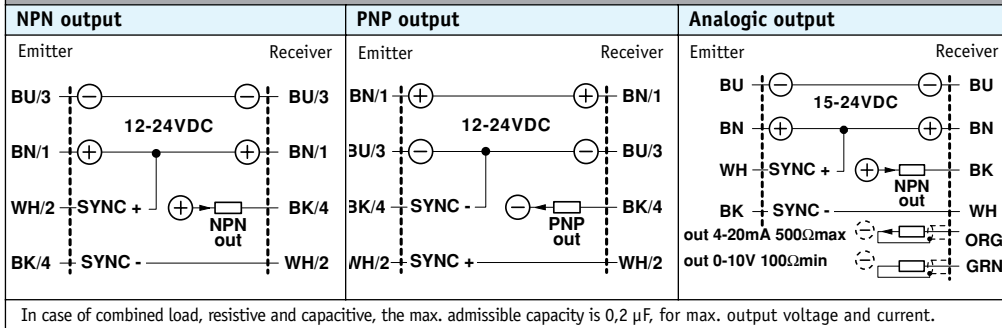 NPN output
Emitter Receiver
BU/3 BU/3
12-24VDC
BN/1 BN/1
WH/2 SYNC + BK/4
NPN
out
BK/4 SYNC - WH/2
PNP output
Emitter Receiver
BN/1 BN/1
12-24VDC
BU/3 BU/3
BK/4 SYNC - BK/4
PNP
out
WH/2 SYNC + WH/2
Analogic output
Emitter Receiver
BU BU
15-24VDC
BN BN
WH SYNC + BK
NPN
out
BK SYNC - WH
out 4-20mA 500Ωmax ORG
out 0-10V 100Ωmin GRN
In case of combined load, resistive and capacitive, the max. admissible capacity is 0,2 µF, for max. output voltage and current.